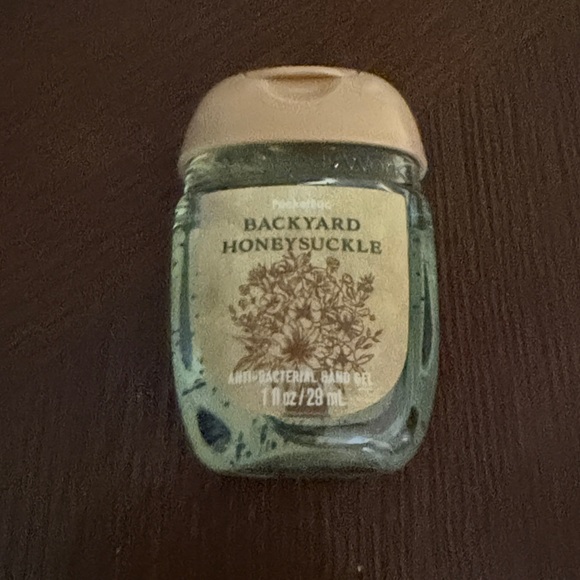 PocketBac
BACKYARD
HONEYSUCKLE
ANTI-BACTERIAL HAND GEL
1 fl oz / 29 mL